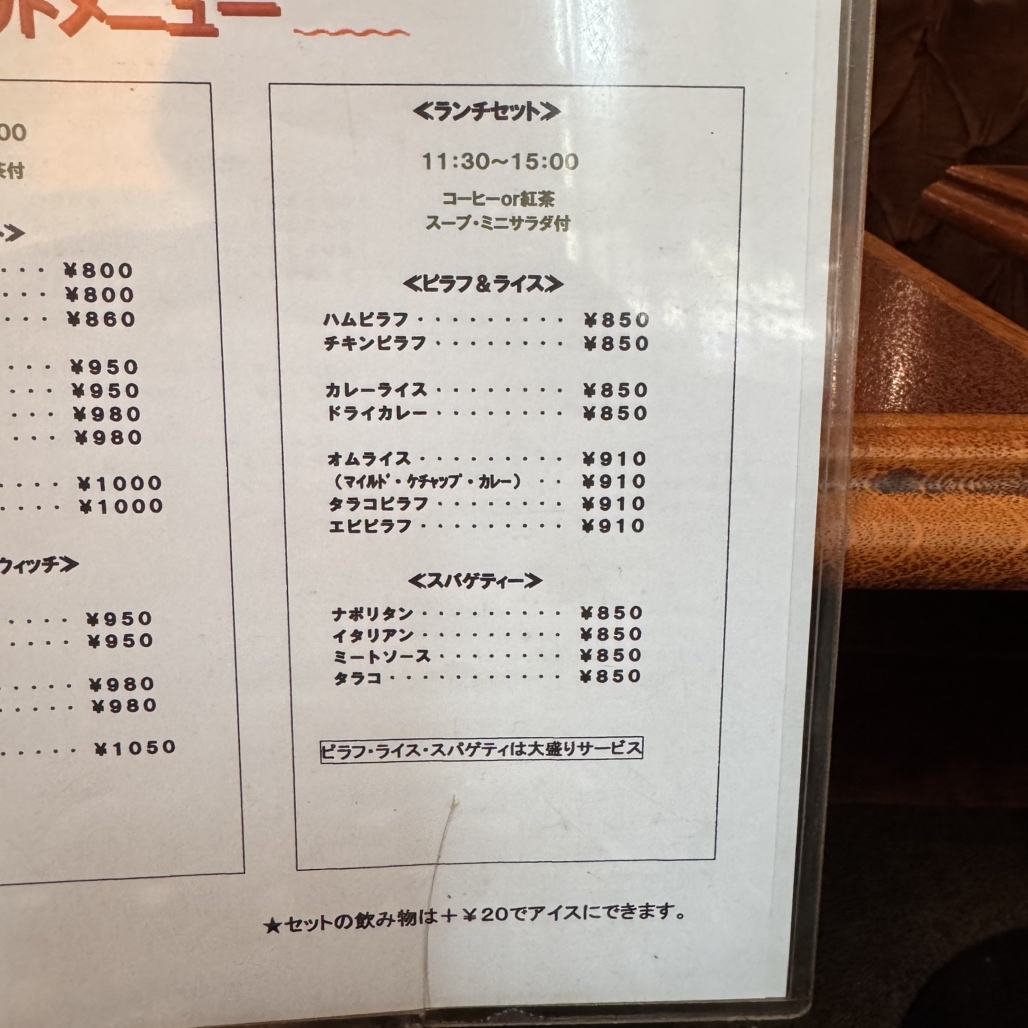 トメニュー
00
茶付
ト≫
・・・ ¥800
・・・ ¥800
・・・ ¥860
・・・ ¥950
・・・ ¥950
・・・ ¥980
・・・ ¥980
・・・・ ¥1000
・・・・ ¥1000
ウィッチ≫
・・・・ ¥950
・・・・ ¥950
・・・・・ ¥980
・・・・・ ¥980
・・・・・ ¥1050
≪ランチセット≫
11:30～15:00
コーヒーor紅茶
スープ・ミニサラダ付
≪ピラフ＆ライス≫
ハムピラフ・・・・・・・・・ ¥850
チキンピラフ・・・・・・・・ ¥850
カレーライス・・・・・・・・ ¥850
ドライカレー・・・・・・・・ ¥850
オムライス・・・・・・・・・ ¥910
（マイルド・ケチャップ・カレー） ・・ ¥910
タラコピラフ・・・・・・・・ ¥910
エビピラフ・・・・・・・・・ ¥910
≪スパゲティー≫
ナポリタン・・・・・・・・・ ¥850
イタリアン・・・・・・・・・ ¥850
ミートソース・・・・・・・・ ¥850
タラコ・・・・・・・・・・・ ¥850
ピラフ・ライス・スパゲティは大盛りサービス
★セットの飲み物は＋¥20でアイスにできます。